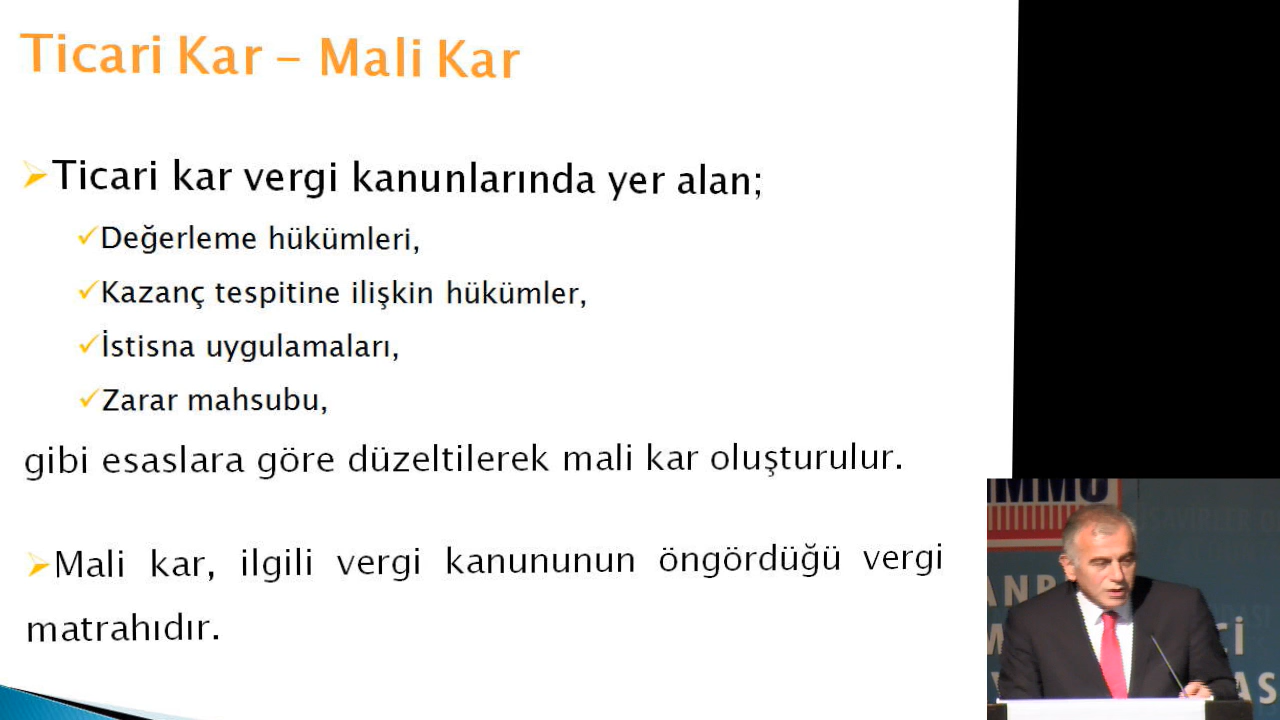 Ticari Kar – Mali Kar
➢Ticari kar vergi kanunlarında yer alan;
✓Değerleme hükümleri,
✓Kazanç tespitine ilişkin hükümler,
✓İstisna uygulamaları,
✓Zarar mahsubu,
gibi esaslara göre düzeltilerek mali kar oluşturulur.
➢Mali kar, ilgili vergi kanununun öngördüğü vergi
matrahıdır.